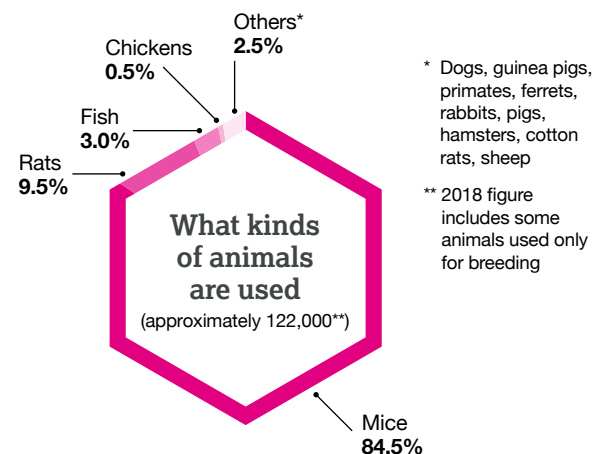 Others*
2.5%
Chickens
0.5%
Fish
3.0%
Rats
9.5%
What kinds
of animals
are used
(approximately 122,000**)
Mice
84.5%
* Dogs, guinea pigs,
primates, ferrets,
rabbits, pigs,
hamsters, cotton
rats, sheep
** 2018 figure
includes some
animals used only
for breeding